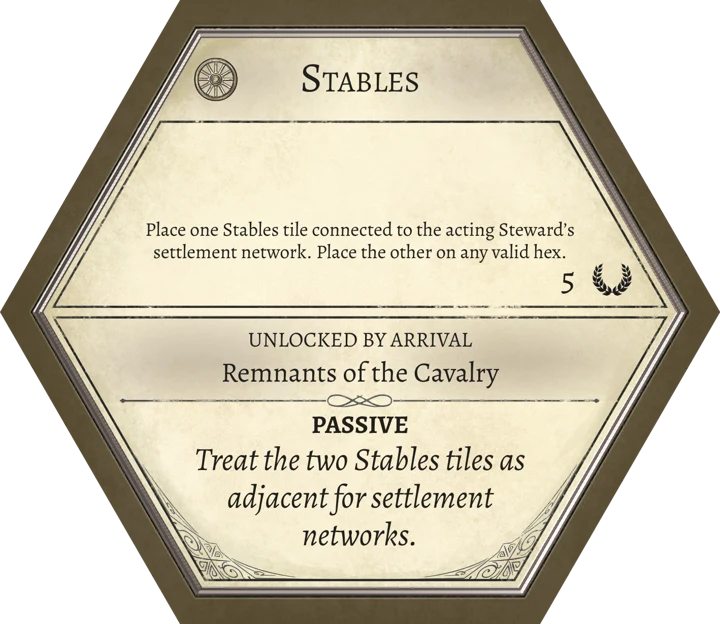 Stables
Place one Stables tile connected to the acting Steward's
settlement network. Place the other on any valid hex.
5
UNLOCKED BY ARRIVAL
Remnants of the Cavalry
PASSIVE
Treat the two Stables tiles as
adjacent for settlement
networks.